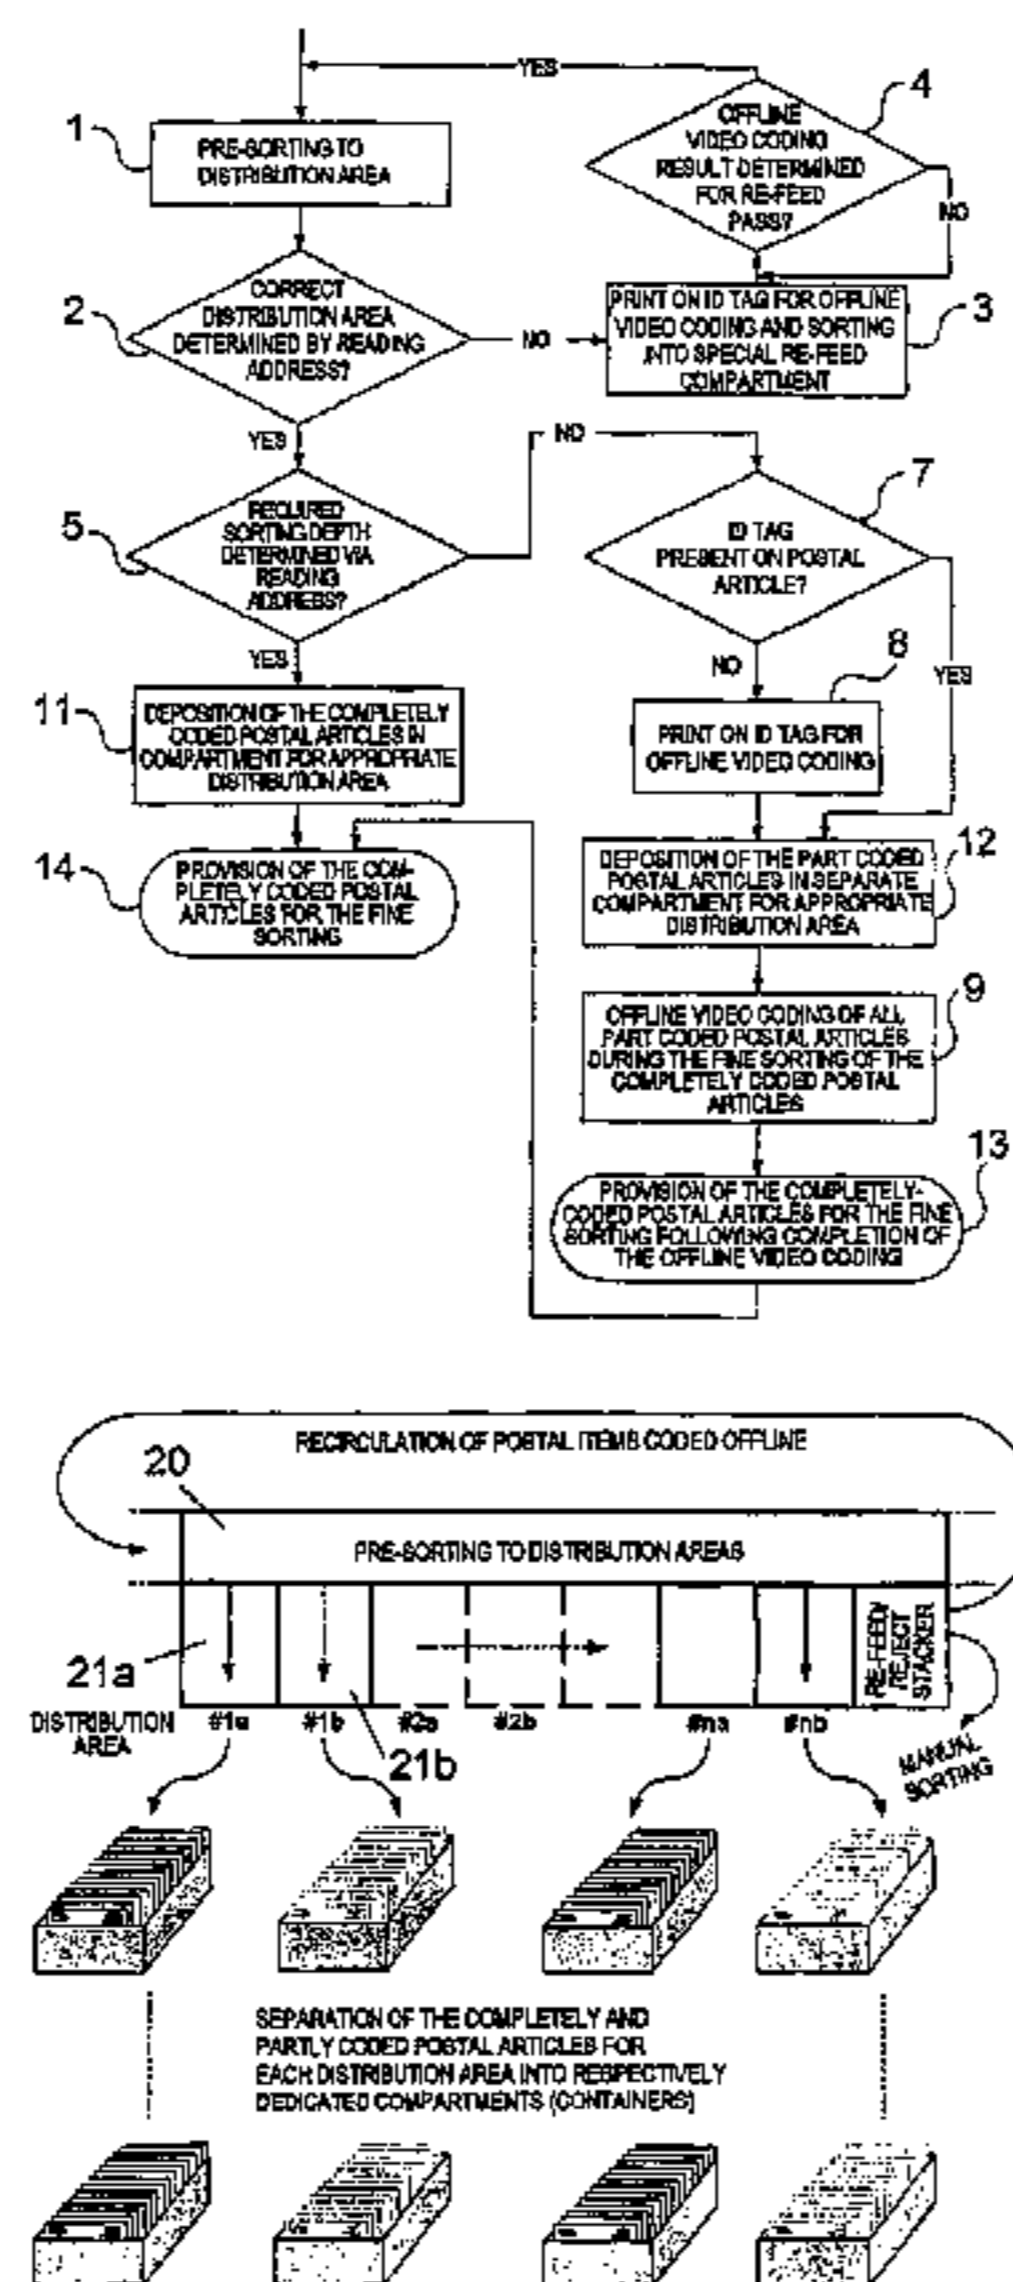 YES
4
OFFLINE
VIDEO CODING
RESULT DETERMINED
FOR RE-FEED
PASS?
NO
1
PRE-SORTING TO
DISTRIBUTION AREA
2
CORRECT
DISTRIBUTION AREA
DETERMINED BY READING
ADDRESS?
NO
3
PRINT ON ID TAG FOR OFFLINE
VIDEO CODING AND SORTING
INTO SPECIAL RE-FEED
COMPARTMENT
YES
NO
5
REQUIRED
SORTING DEPTH
DETERMINED VIA
READING
ADDRESS?
7
ID TAG
PRESENT ON POSTAL
ARTICLE?
YES
NO
8
YES
11
DEPOSITION OF THE COMPLETELY
CODED POSTAL ARTICLES IN
COMPARTMENT FOR APPROPRIATE
DISTRIBUTION AREA
PRINT ON ID TAG FOR
OFFLINE VIDEO CODING
14
PROVISION OF THE COM-
PLETELY CODED POSTAL
ARTICLES FOR THE FINE
SORTING
12
DEPOSITION OF THE PART CODED
POSTAL ARTICLES IN SEPARATE
COMPARTMENT FOR APPROPRIATE
DISTRIBUTION AREA
9
OFFLINE VIDEO CODING OF ALL
PART CODED POSTAL ARTICLES
DURING THE FINE SORTING OF THE
COMPLETELY CODED POSTAL
ARTICLES
13
PROVISION OF THE COMPLETELY-
CODED POSTAL ARTICLES FOR THE FINE
SORTING FOLLOWING COMPLETION OF
THE OFFLINE VIDEO CODING
RECIRCULATION OF POSTAL ITEMS CODED OFFLINE
20
PRE-SORTING TO DISTRIBUTION AREAS
RE-FEED/
REJECT
STACKER
21a
DISTRIBUTION
AREA
#1a
#1b
#2a
#2b
#na
#nb
21b
MANUAL
SORTING
SEPARATION OF THE COMPLETELY AND
PARTLY CODED POSTAL ARTICLES FOR
EACH DISTRIBUTION AREA INTO RESPECTIVELY
DEDICATED COMPARTMENTS (CONTAINERS)